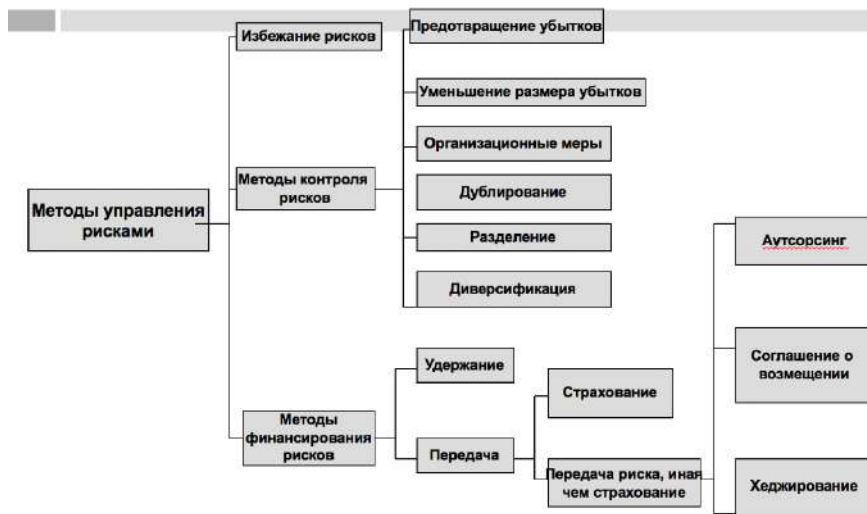 Избежание рисков
Предотвращение убытков
Уменьшение размера убытков
Организационные меры
Методы контроля
рисков
Дублирование
Методы управления
рисками
Разделение
Аутсорсинг
Диверсификация
Удержание
Соглашение о
возмещении
Страхование
Методы
финансирования
рисков
Передача
Передача риска, иная
чем страхование
Хеджирование